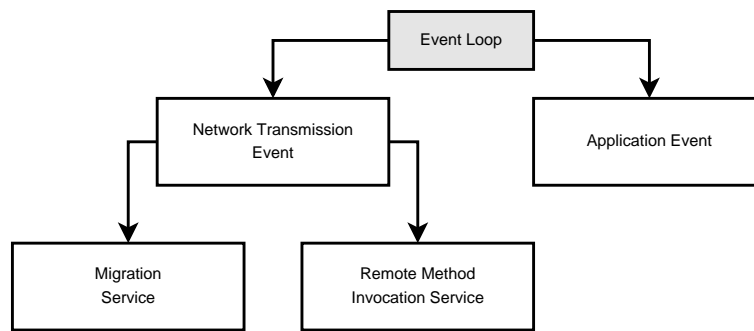 Event Loop
Network Transmission
Event
Application Event
Migration
Service
Remote Method
Invocation Service